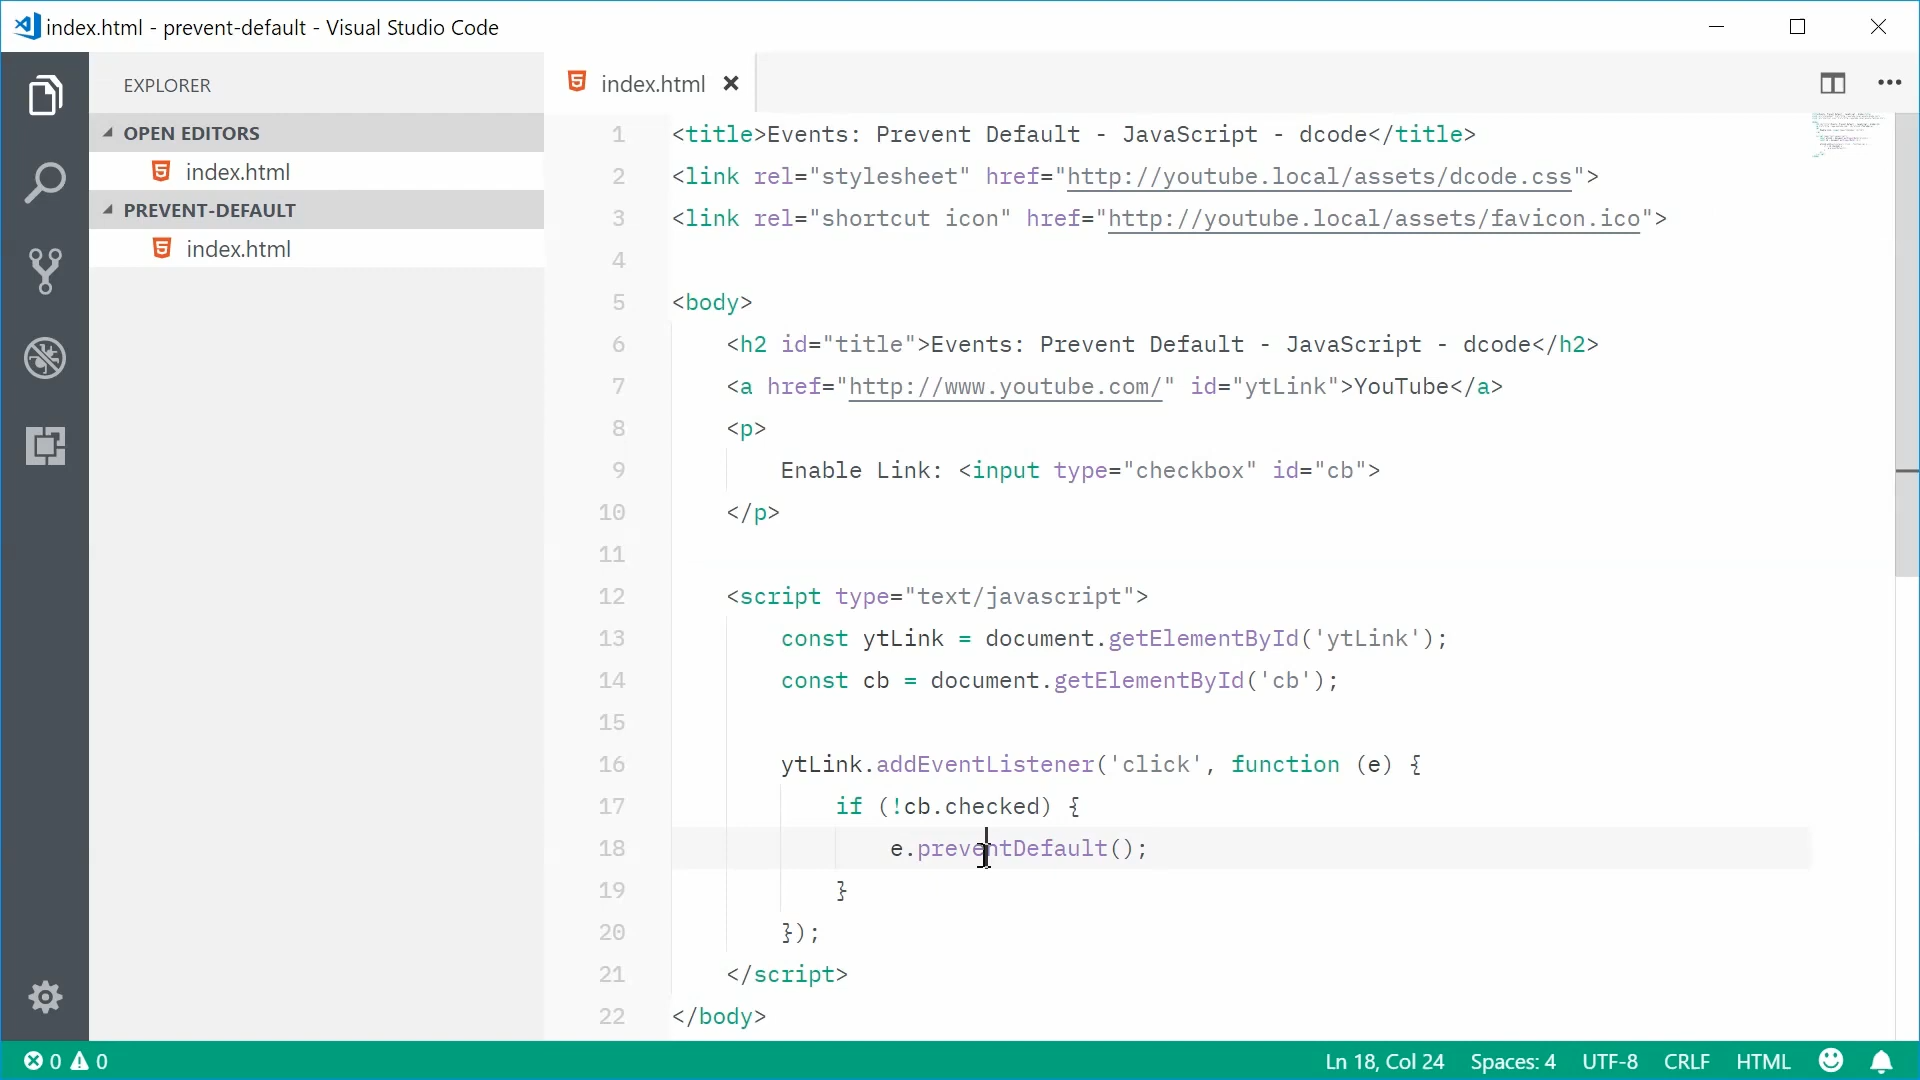 index.html - prevent-default - Visual Studio Code
EXPLORER
OPEN EDITORS
index.html
PREVENT-DEFAULT
index.html
index.html
1 <title>Events: Prevent Default - JavaScript - dcode</title>
2 <link rel="stylesheet" href="http://youtube.local/assets/dcode.css">
3 <link rel="shortcut icon" href="http://youtube.local/assets/favicon.ico">
4
5 <body>
6     <h2 id="title">Events: Prevent Default - JavaScript - dcode</h2>
7     <a href="http://www.youtube.com/" id="ytLink">YouTube</a>
8     <p>
9         Enable Link: <input type="checkbox" id="cb">
10     </p>
11
12     <script type="text/javascript">
13         const ytLink = document.getElementById('ytLink');
14         const cb = document.getElementById('cb');
15
16         ytLink.addEventListener('click', function (e) {
17             if (!cb.checked) {
18                 e.preventDefault();
19             }
20         });
21     </script>
22 </body>
0 0
Ln 18, Col 24 Spaces: 4 UTF-8 CRLF HTML